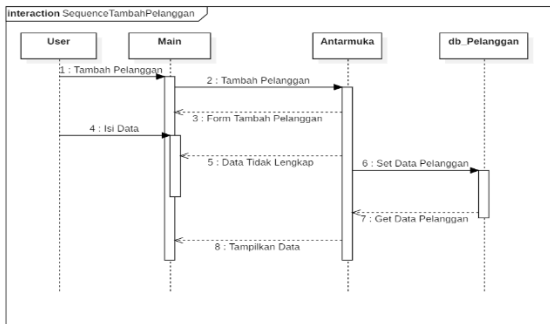 interaction SequenceTambahPelanggan
User
Main
Antarmuka
db_Pelanggan
1 : Tambah Pelanggan
2 : Tambah Pelanggan
3 : Form Tambah Pelanggan
4 : Isi Data
5 : Data Tidak Lengkap
6 : Set Data Pelanggan
7 : Get Data Pelanggan
8 : Tampilkan Data